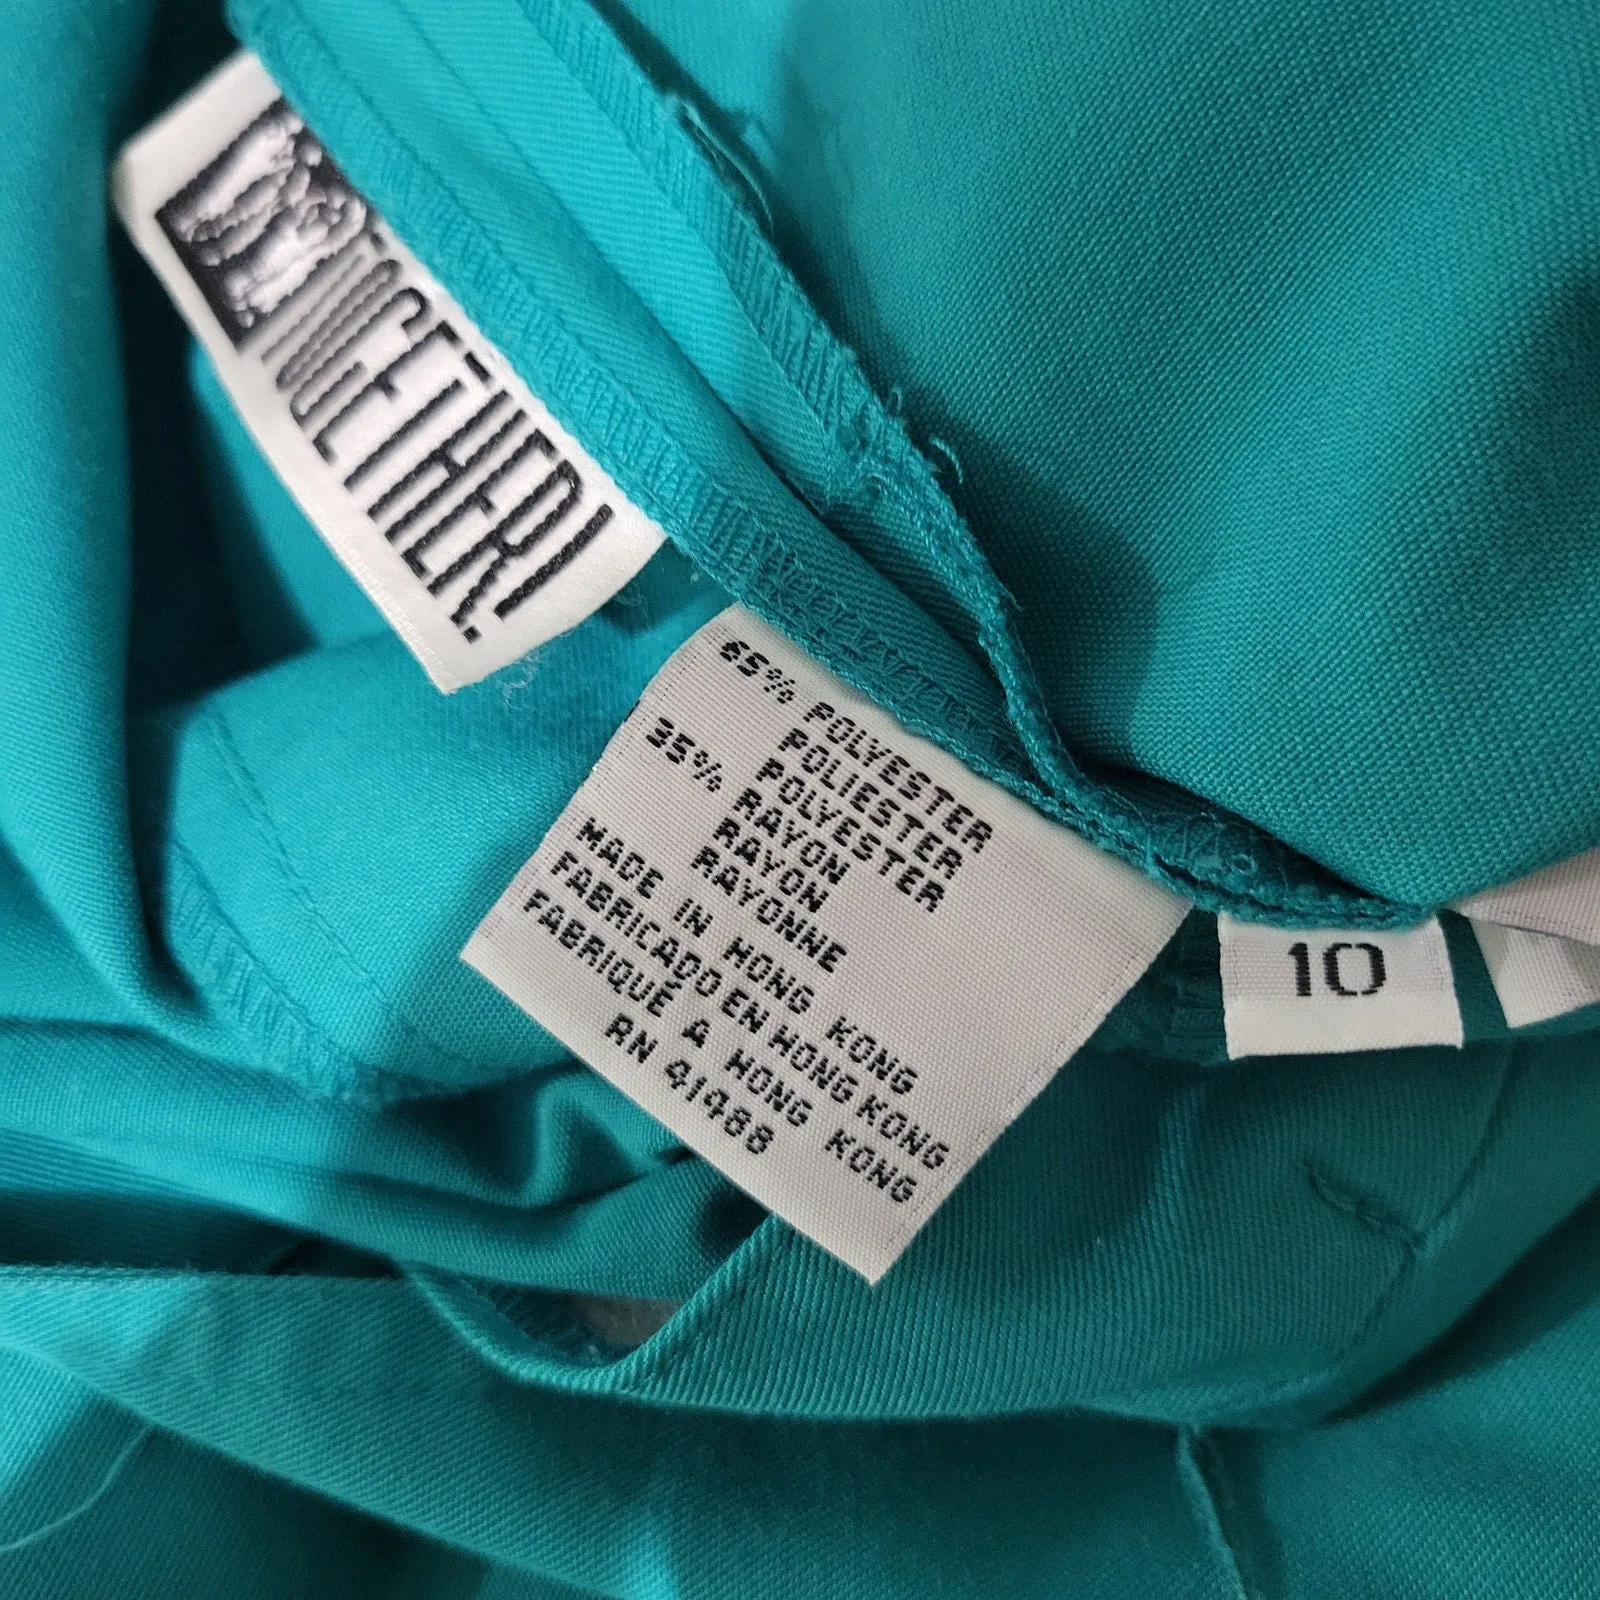 TOGETHER!
65% POLYESTER
POLIESTER
POLYESTER
35% RAYON
RAYON
RAYONNE
MADE IN HONG KONG
FABRICADO EN HONG KONG
FABRIQUÉ A HONG KONG
RN 41488
10